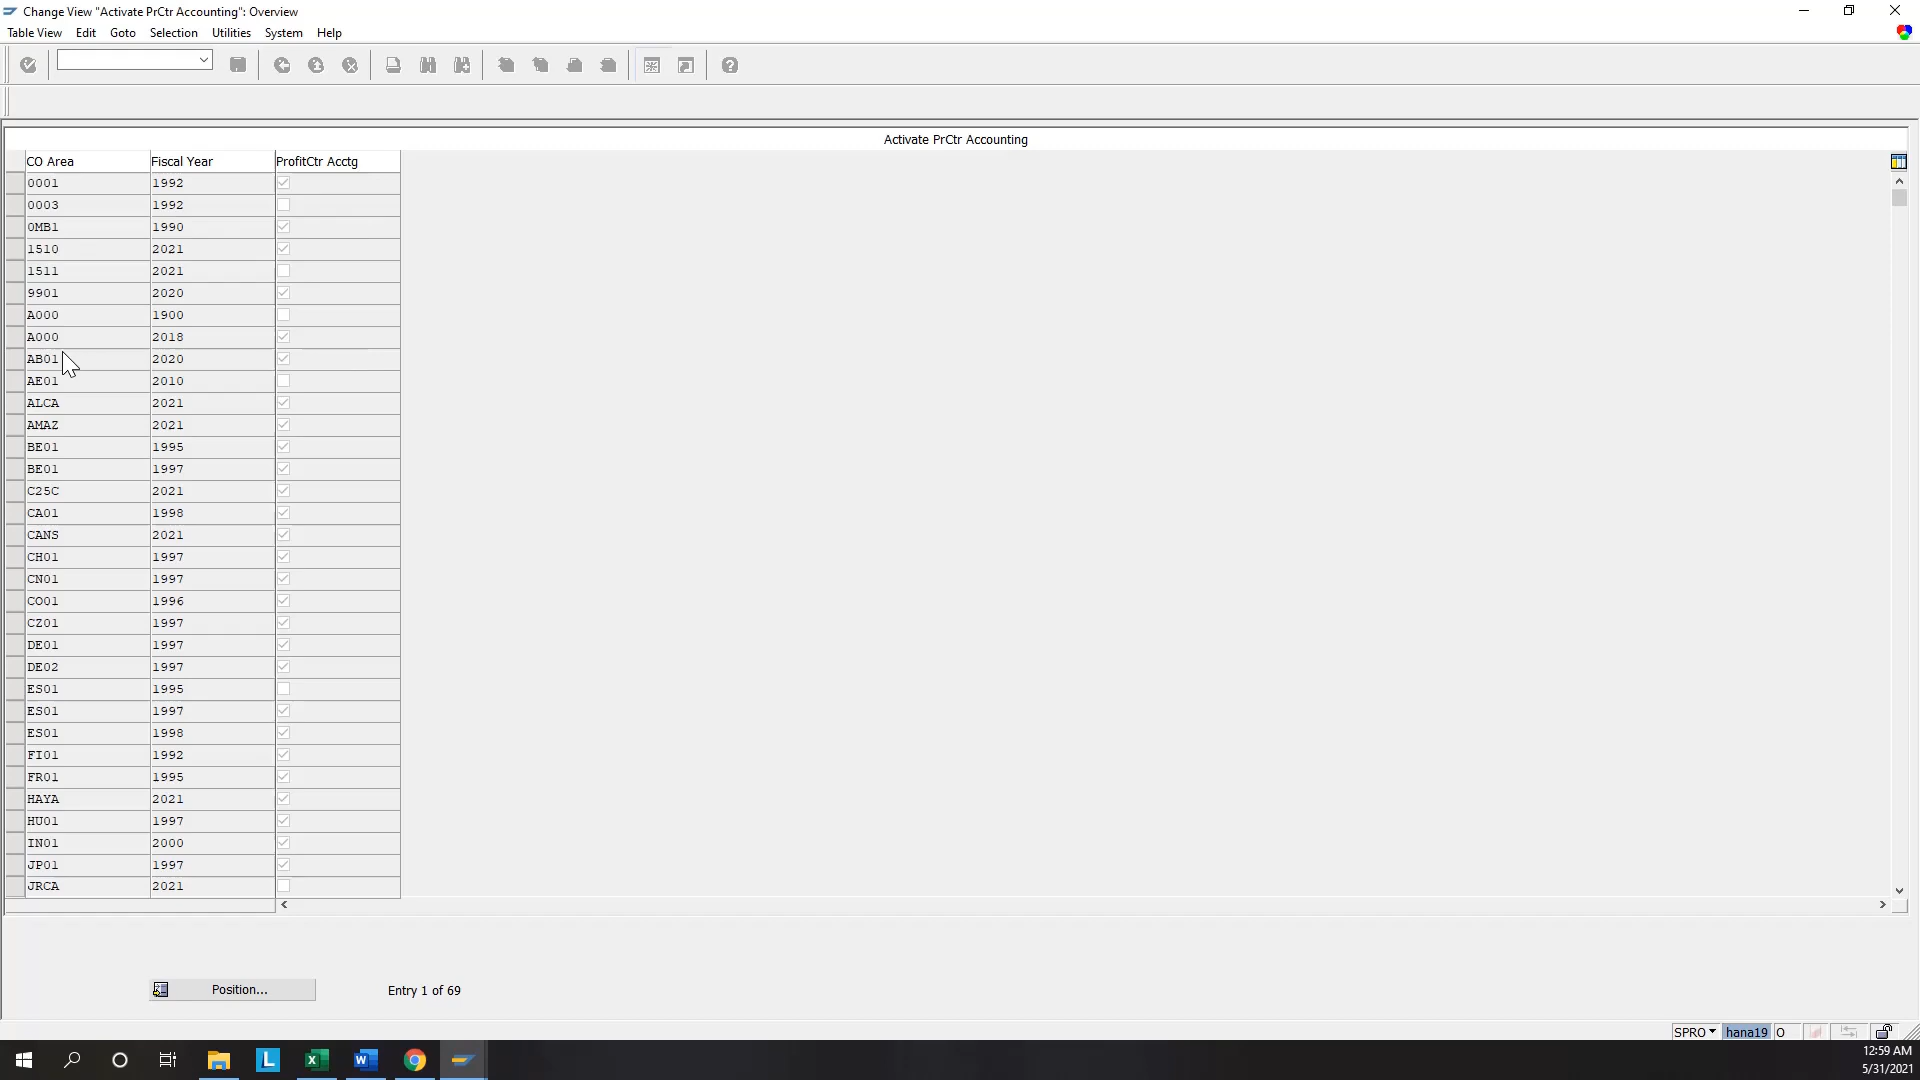 Change View "Activate PrCtr Accounting": Overview
Table View Edit Goto Selection Utilities System Help
Activate PrCtr Accounting
CO Area Fiscal Year ProfitCtr Acctg
0001 1992
0003 1992
0MB1 1990
1510 2021
1511 2021
9901 2020
A000 1900
A000 2018
AB01 2020
AE01 2010
ALCA 2021
AMAZ 2021
BE01 1995
BE01 1997
C25C 2021
CA01 1998
CANS 2021
CH01 1997
CN01 1997
CO01 1996
CZ01 1997
DE01 1997
DE02 1997
ES01 1995
ES01 1997
ES01 1998
FI01 1992
FR01 1995
HAYA 2021
HU01 1997
IN01 2000
JP01 1997
JRCA 2021
Position... Entry 1 of 69
SPRO hana19 O
12:59 AM
5/31/2021